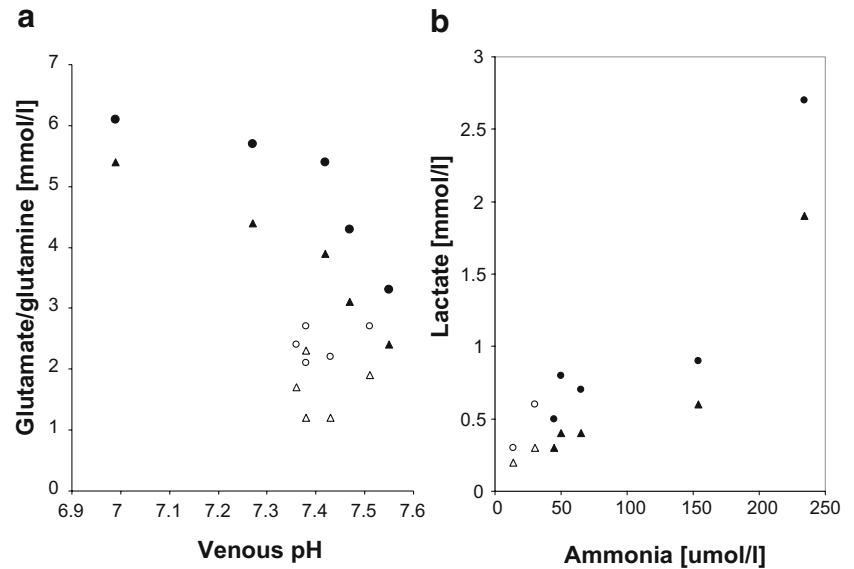 a
Glutamate/glutamine [mmol/l]
7
6
5
4
3
2
1
0
6.9 7 7.1 7.2 7.3 7.4 7.5 7.6
Venous pH
b
Lactate [mmol/l]
3
2.5
2
1.5
1
0.5
0
0 50 100 150 200 250
Ammonia [umol/l]